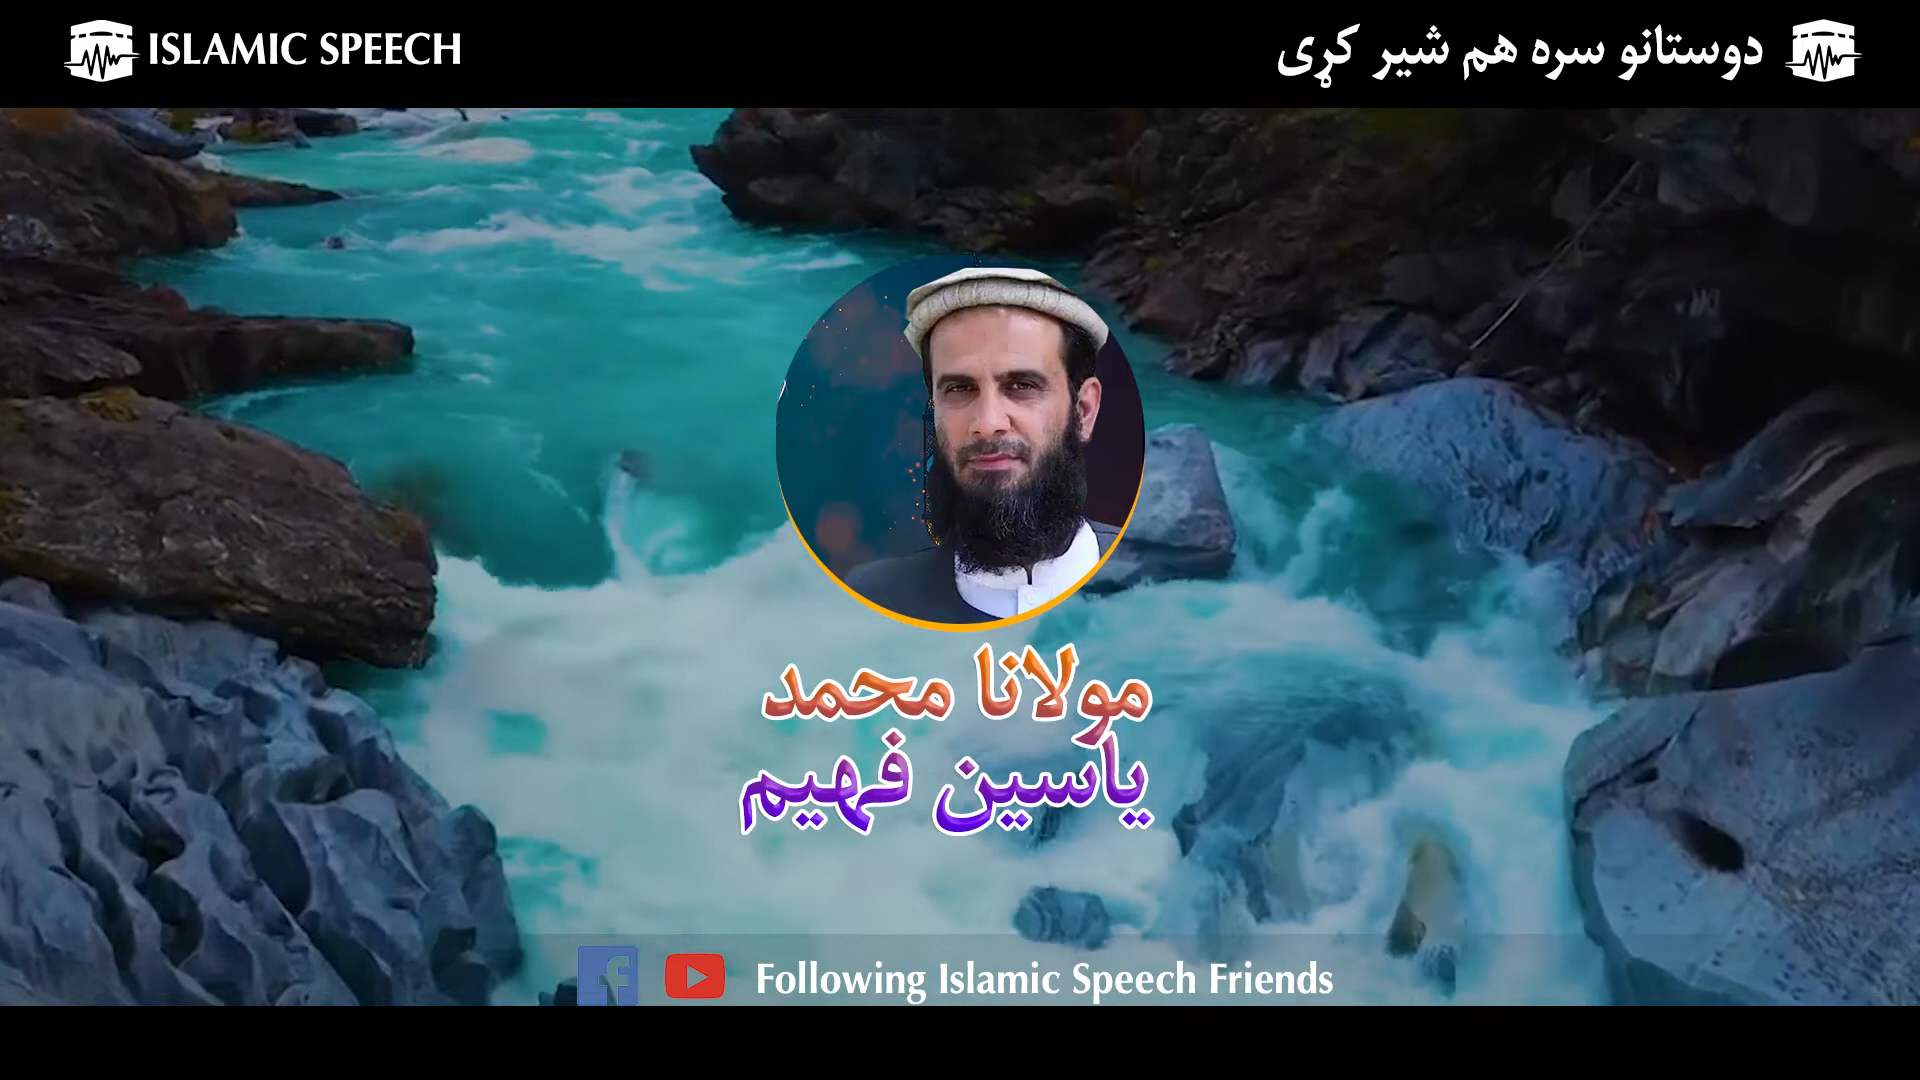 ISLAMIC SPEECH
دوستانو سره هم شیر کړی
مولانا محمد
یاسین فهیم
Following Islamic Speech Friends